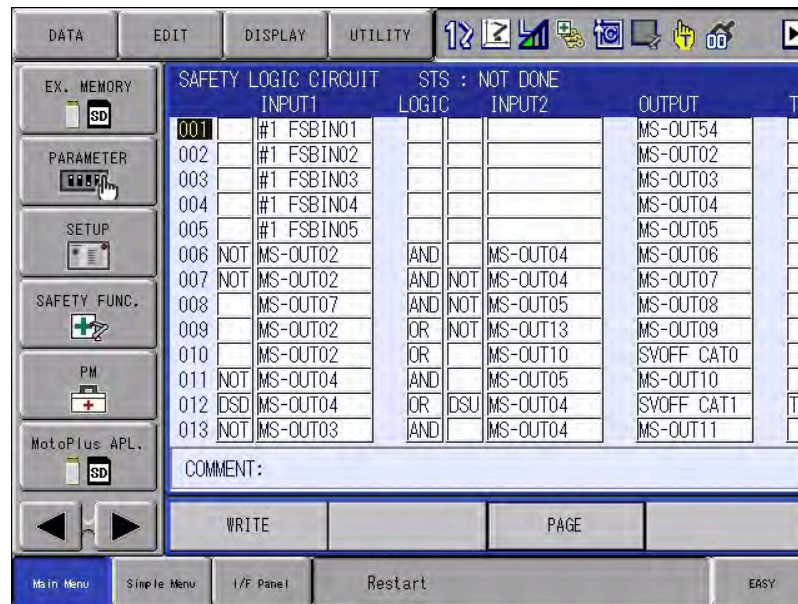 DATA EDIT DISPLAY UTILITY
EX. MEMORY
SD
PARAMETER
SETUP
SAFETY FUNC.
PM
MotoPlus APL.
SD
SAFETY LOGIC CIRCUIT STS : NOT DONE
INPUT1 LOGIC INPUT2 OUTPUT T
001 #1 FSBIN01 MS-OUT54
002 #1 FSBIN02 MS-OUT02
003 #1 FSBIN03 MS-OUT03
004 #1 FSBIN04 MS-OUT04
005 #1 FSBIN05 MS-OUT05
006 NOT MS-OUT02 AND MS-OUT04 MS-OUT06
007 NOT MS-OUT02 AND NOT MS-OUT04 MS-OUT07
008 MS-OUT07 AND NOT MS-OUT05 MS-OUT08
009 MS-OUT02 OR NOT MS-OUT13 MS-OUT09
010 MS-OUT02 OR MS-OUT10 SVOFF CAT0
011 NOT MS-OUT04 AND MS-OUT05 MS-OUT10
012 DSD MS-OUT04 OR DSU MS-OUT04 SVOFF CAT1 T
013 NOT MS-OUT03 AND MS-OUT04 MS-OUT11
COMMENT:
WRITE PAGE
Main Menu Simple Menu I/F Panel Restart EASY